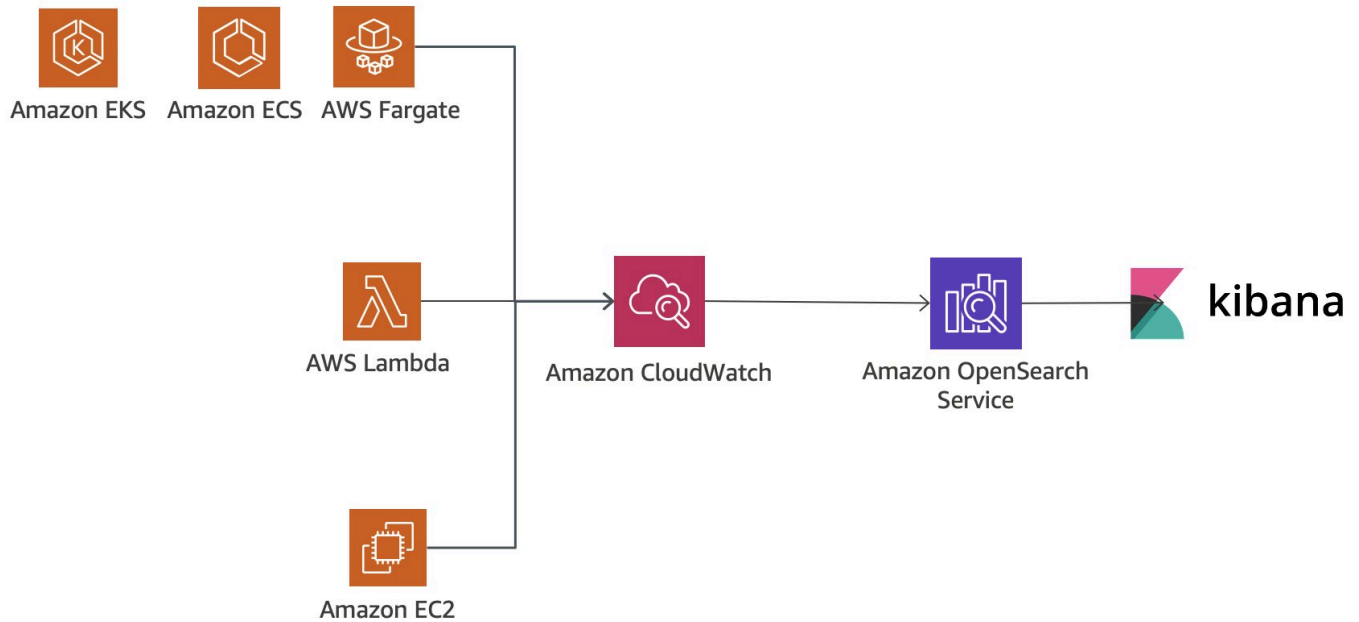 Amazon EKS
Amazon ECS
AWS Fargate
AWS Lambda
Amazon CloudWatch
Amazon OpenSearch
Service
kibana
Amazon EC2